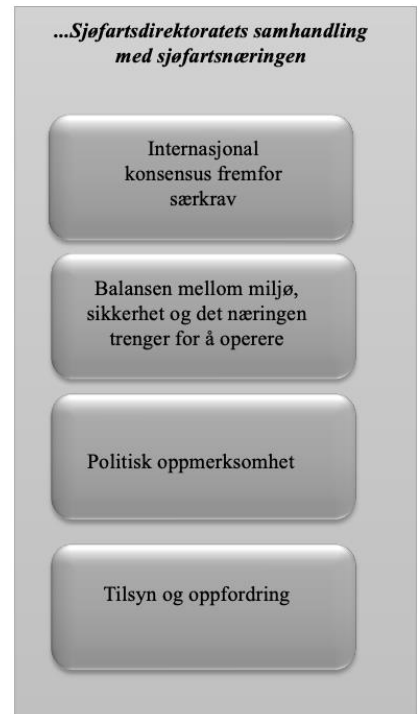 ...Sjøfartsdirektoratets samhandling
med sjøfartsnæringen
Internasjonal
konsensus fremfor
særkrav
Balansen mellom miljø,
sikkerhet og det næringen
trenger for å operere
Politisk oppmerksomhet
Tilsyn og oppfordring